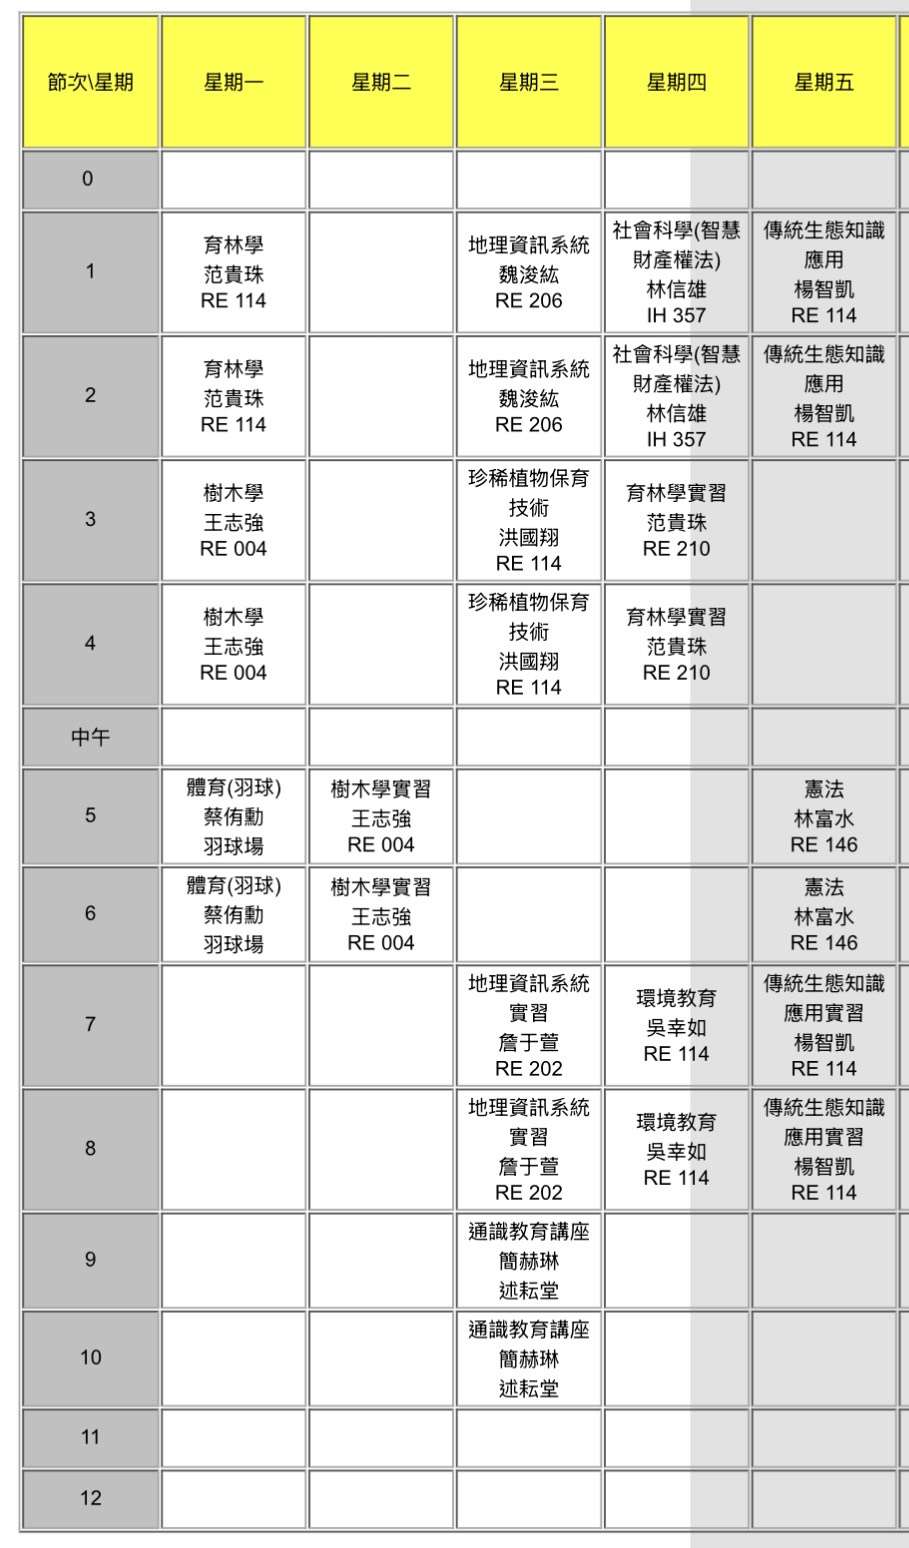 節次\星期 星期一 星期二 星期三 星期四 星期五
0
1
育林學
范貴珠
RE 114
地理資訊系統
魏浚紘
RE 206
社會科學(智慧
財產權法)
林信雄
IH 357
傳統生態知識
應用
楊智凱
RE 114
2
育林學
范貴珠
RE 114
地理資訊系統
魏浚紘
RE 206
社會科學(智慧
財產權法)
林信雄
IH 357
傳統生態知識
應用
楊智凱
RE 114
3
樹木學
王志強
RE 004
珍稀植物保育
技術
洪國翔
RE 114
育林學實習
范貴珠
RE 210
4
樹木學
王志強
RE 004
珍稀植物保育
技術
洪國翔
RE 114
育林學實習
范貴珠
RE 210
中午
5
體育(羽球)
蔡侑勳
羽球場
樹木學實習
王志強
RE 004
憲法
林富水
RE 146
6
體育(羽球)
蔡侑勳
羽球場
樹木學實習
王志強
RE 004
憲法
林富水
RE 146
7
地理資訊系統
實習
詹于萱
RE 202
環境教育
吳幸如
RE 114
傳統生態知識
應用實習
楊智凱
RE 114
8
地理資訊系統
實習
詹于萱
RE 202
環境教育
吳幸如
RE 114
傳統生態知識
應用實習
楊智凱
RE 114
9
通識教育講座
簡赫琳
述耘堂
10
通識教育講座
簡赫琳
述耘堂
11
12